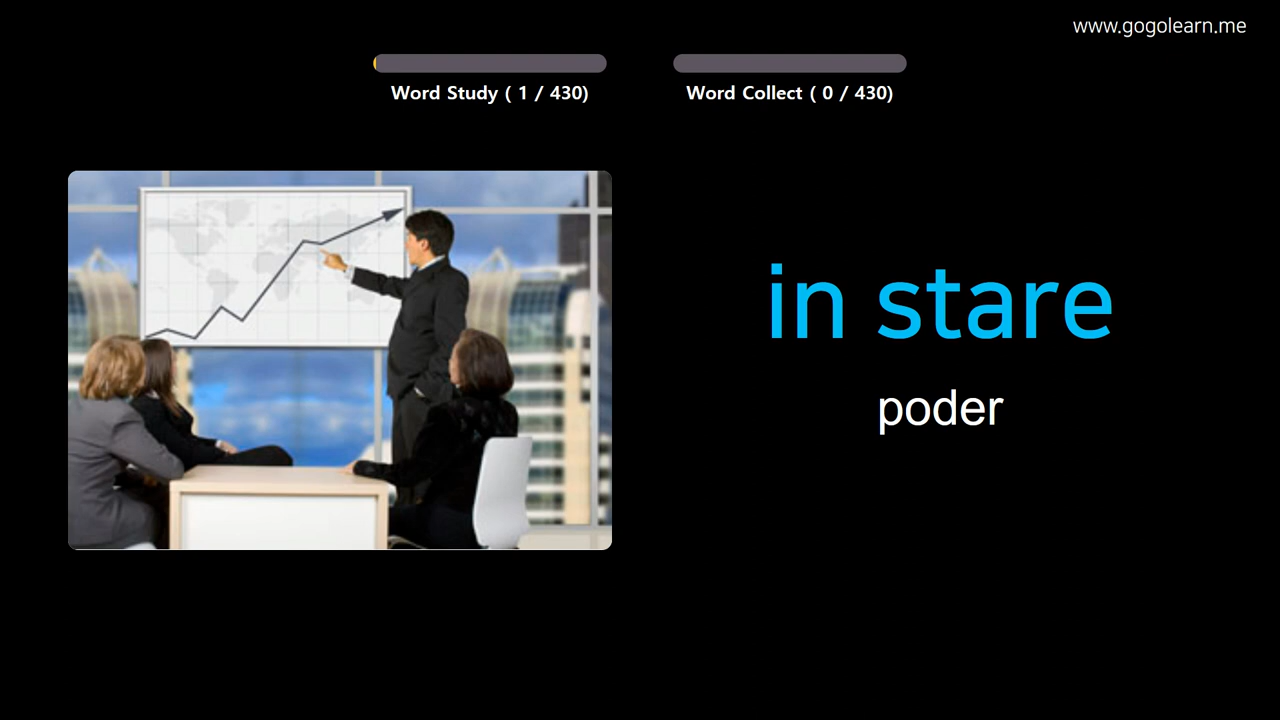 www.gogolearn.me
Word Study ( 1 / 430)
Word Collect ( 0 / 430)
in stare
poder